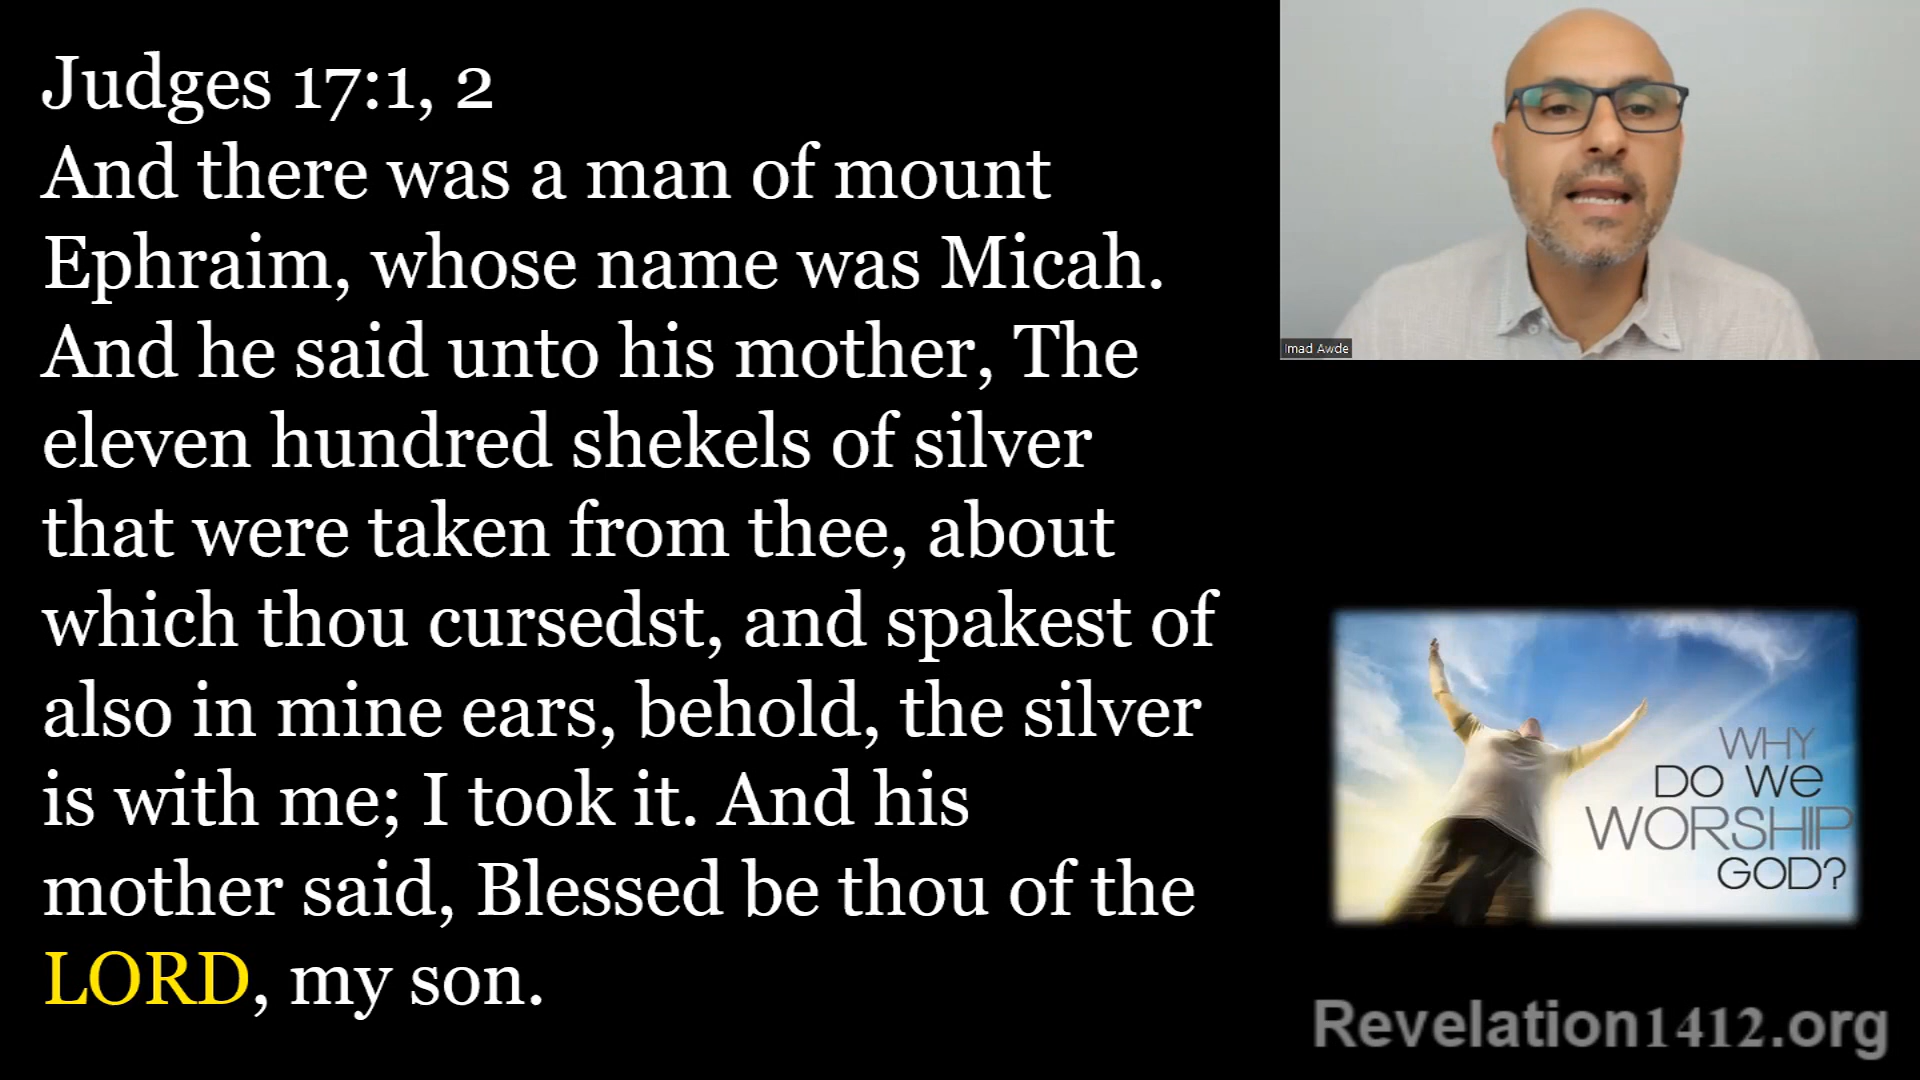 Judges 17:1, 2
And there was a man of mount
Ephraim, whose name was Micah.
And he said unto his mother, The
eleven hundred shekels of silver
that were taken from thee, about
which thou cursedst, and spakest of
also in mine ears, behold, the silver
is with me; I took it. And his
mother said, Blessed be thou of the
LORD, my son.
Imad Awde
WHY
DO WE
WORSHIP
GOD?
Revelation1412.org